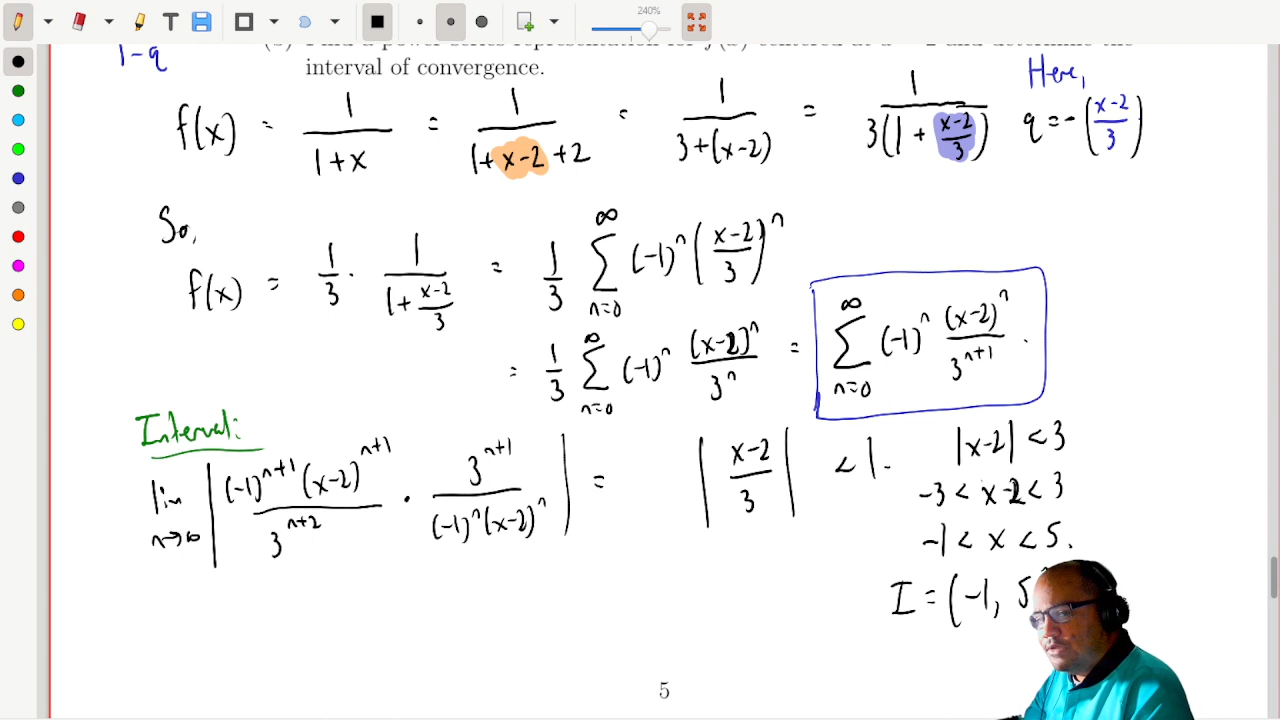 240%
1-q
interval of convergence.
Here,
f(x) = 1/(1+x) = 1/(1+x-2+2) = 1/(3+(x-2)) = 1/(3(1+(x-2)/3)) q = -((x-2)/3)
So,
f(x) = 1/3 · 1/(1+(x-2)/3) = 1/3 ∑_{n=0}^{∞} (-1)^n ((x-2)/3)^n
= 1/3 ∑_{n=0}^{∞} (-1)^n (x-2)^n/3^n = ∑_{n=0}^{∞} (-1)^n (x-2)^n/3^{n+1} .
Interval:
lim_{n→∞} |(-1)^{n+1}(x-2)^{n+1}/3^{n+2} · 3^{n+1}/((-1)^n(x-2)^n)| = |(x-2)/3| < 1.
|x-2| < 3
-3 < x-2 < 3
-1 < x < 5.
I = (-1, 5
5